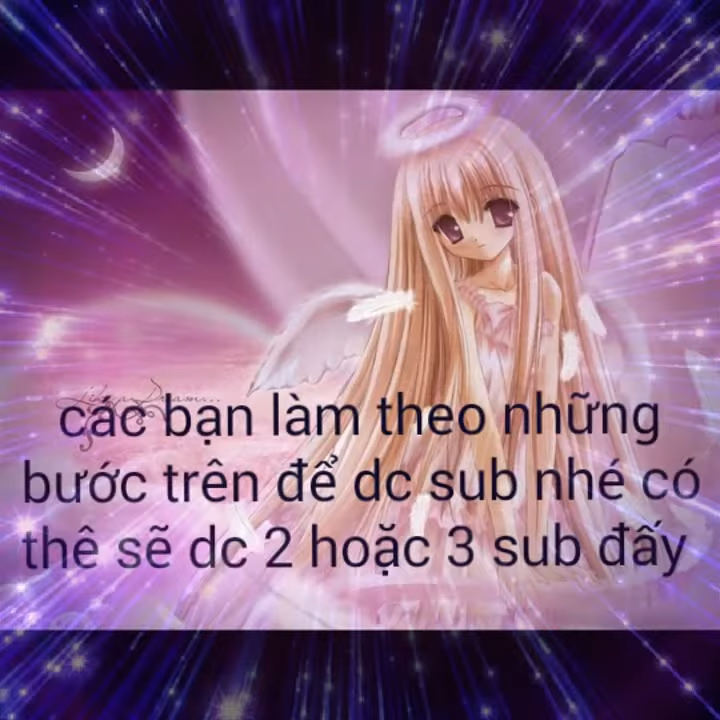 các bạn làm theo những
bước trên để dc sub nhé có
thê sẽ dc 2 hoặc 3 sub đấy